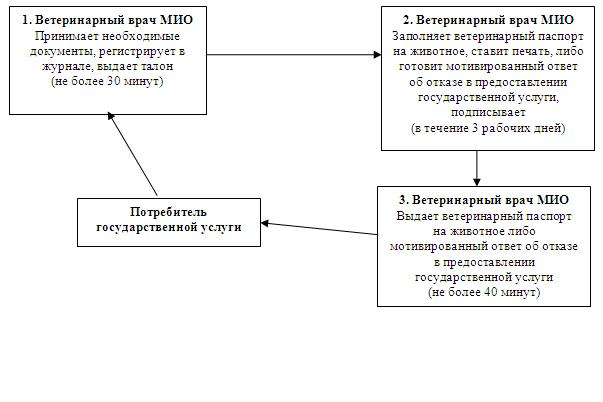 1. Ветеринарный врач МИО
Принимает необходимые
документы, регистрирует в
журнале, выдает талон
(не более 30 минут)
2. Ветеринарный врач МИО
Заполняет ветеринарный паспорт
на животное, ставит печать, либо
готовит мотивированный ответ
об отказе в предоставлении
государственной услуги,
подписывает
(в течение 3 рабочих дней)
3. Ветеринарный врач МИО
Выдает ветеринарный паспорт
на животное либо
мотивированный ответ об отказе
в предоставлении
государственной услуги
(не более 40 минут)
Потребитель
государственной услуги